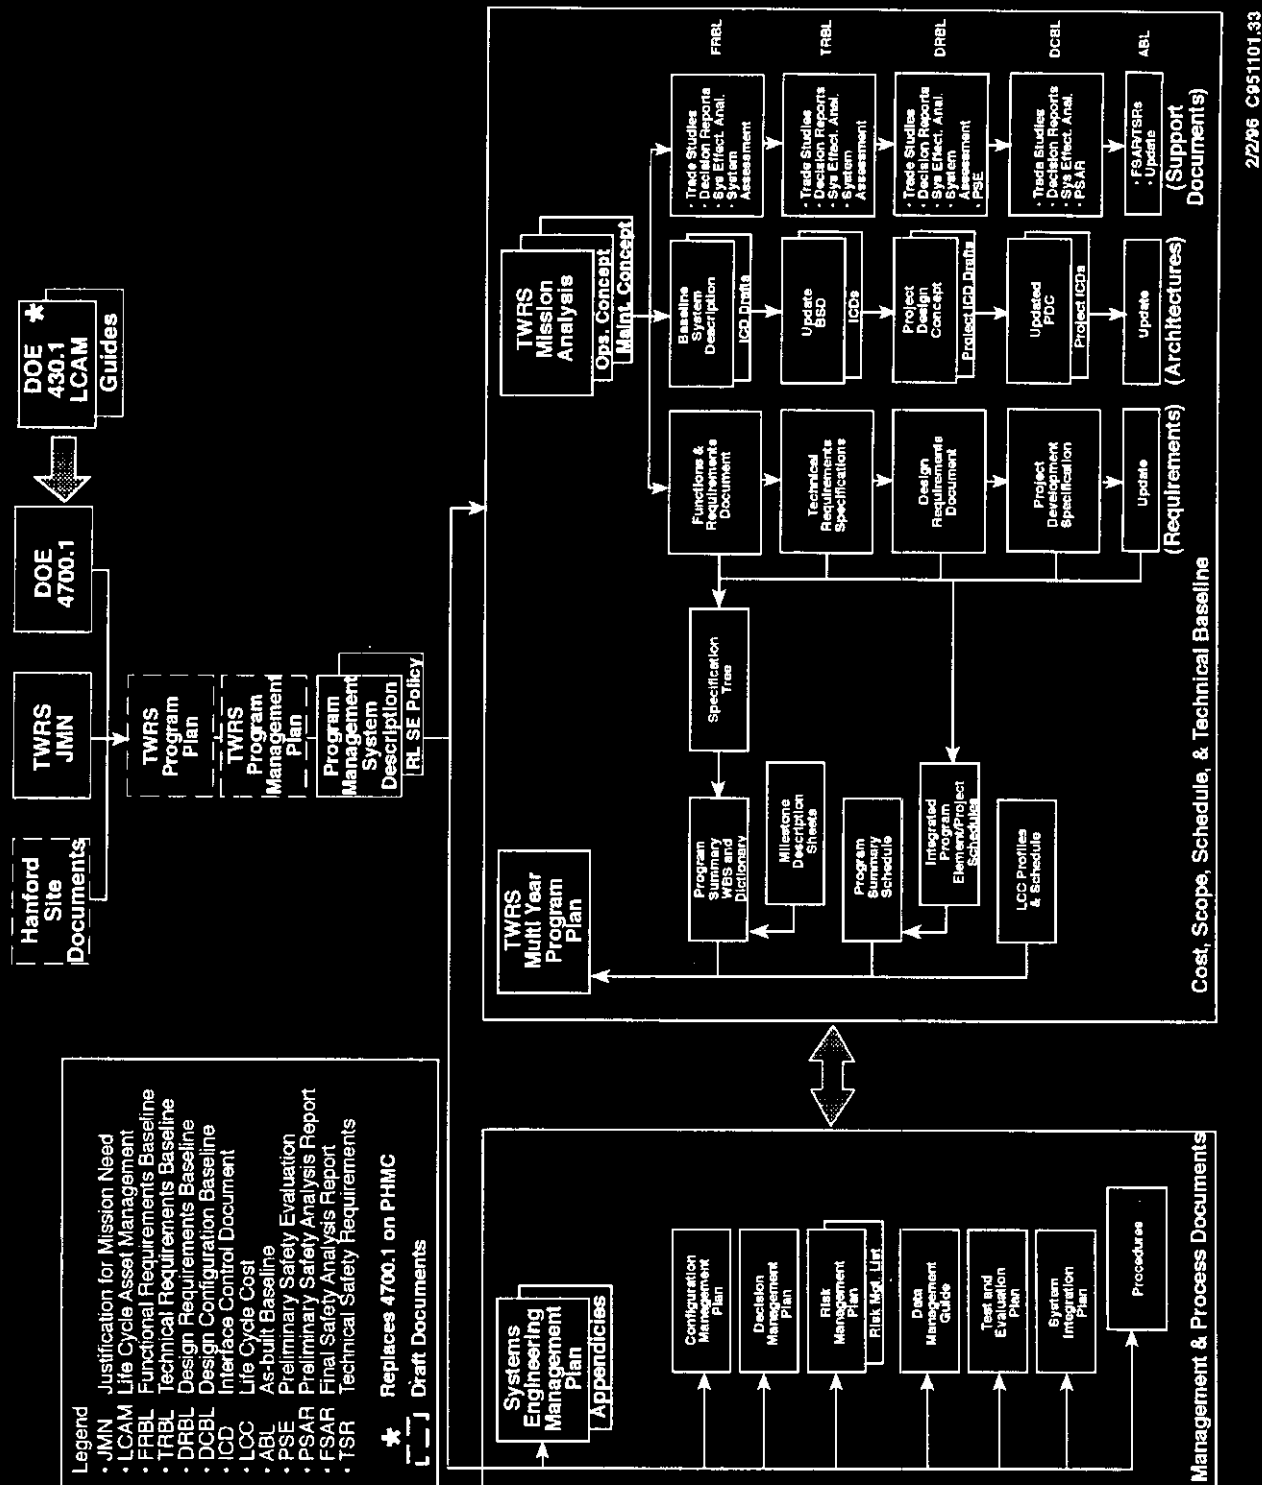 Hanford
Site
Documents
TWRS
JMN
DOE
4700.1
DOE *
430.1
LCAM
Guides
TWRS
Program
Plan
TWRS
Program
Management
Plan
Program
Management
System
Description
RL SE Policy
Legend
· JMN Justification for Mission Need
· LCAM Life Cycle Asset Management
· FRBL Functional Requirements Baseline
· TRBL Technical Requirements Baseline
· DRBL Design Requirements Baseline
· DCBL Design Configuration Baseline
· ICD Interface Control Document
· LCC Life Cycle Cost
· ABL As-built Baseline
· PSE Preliminary Safety Evaluation
· PSAR Preliminary Safety Analysis Report
· FSAR Final Safety Analysis Report
· TSR Technical Safety Requirements
* Replaces 4700.1 on PHMC
Draft Documents
Systems
Engineering
Management
Plan
Appendicies
Configuration
Management
Plan
Decision
Management
Plan
Risk
Management
Plan
Risk Mgt. List
Data
Management
Guide
Test and
Evaluation
Plan
System
Integration
Plan
Procedures
Management & Process Documents
TWRS
Multi Year
Program
Plan
Program
Summary
WBS and
Dictionary
Milestone
Description
Sheets
Program
Summary
Schedule
Integrated
Program
Element/Project
Schedules
LCC Profiles
& Schedule
Specification
Tree
TWRS
Mission
Analysis
Ops. Concept
Maint. Concept
Functions &
Requirements
Document
Baseline
System
Description
ICD Drafts
· Trade Studies
· Decision Reports
· Sys Effect. Anal.
· System
Assessment
FRBL
Technical
Requirements
Specifications
Update
BSD
ICDs
· Trade Studies
· Decision Reports
· Sys Effect. Anal.
· System
Assessment
TRBL
Design
Requirements
Document
Project
Design
Concept
Project ICD Drafts
· Trade Studies
· Decision Reports
· Sys Effect. Anal.
· System
Assessment
· PSE
DRBL
Project
Development
Specification
Updated
PDC
Project ICDs
· Trade Studies
· Decision Reports
· Sys Effect. Anal.
· PSAR
DCBL
Update
Update
· FSAR/TSRs
· Update
ABL
(Requirements)
(Architectures)
(Support
Documents)
Cost, Scope, Schedule, & Technical Baseline
2/2/96 C951101.33